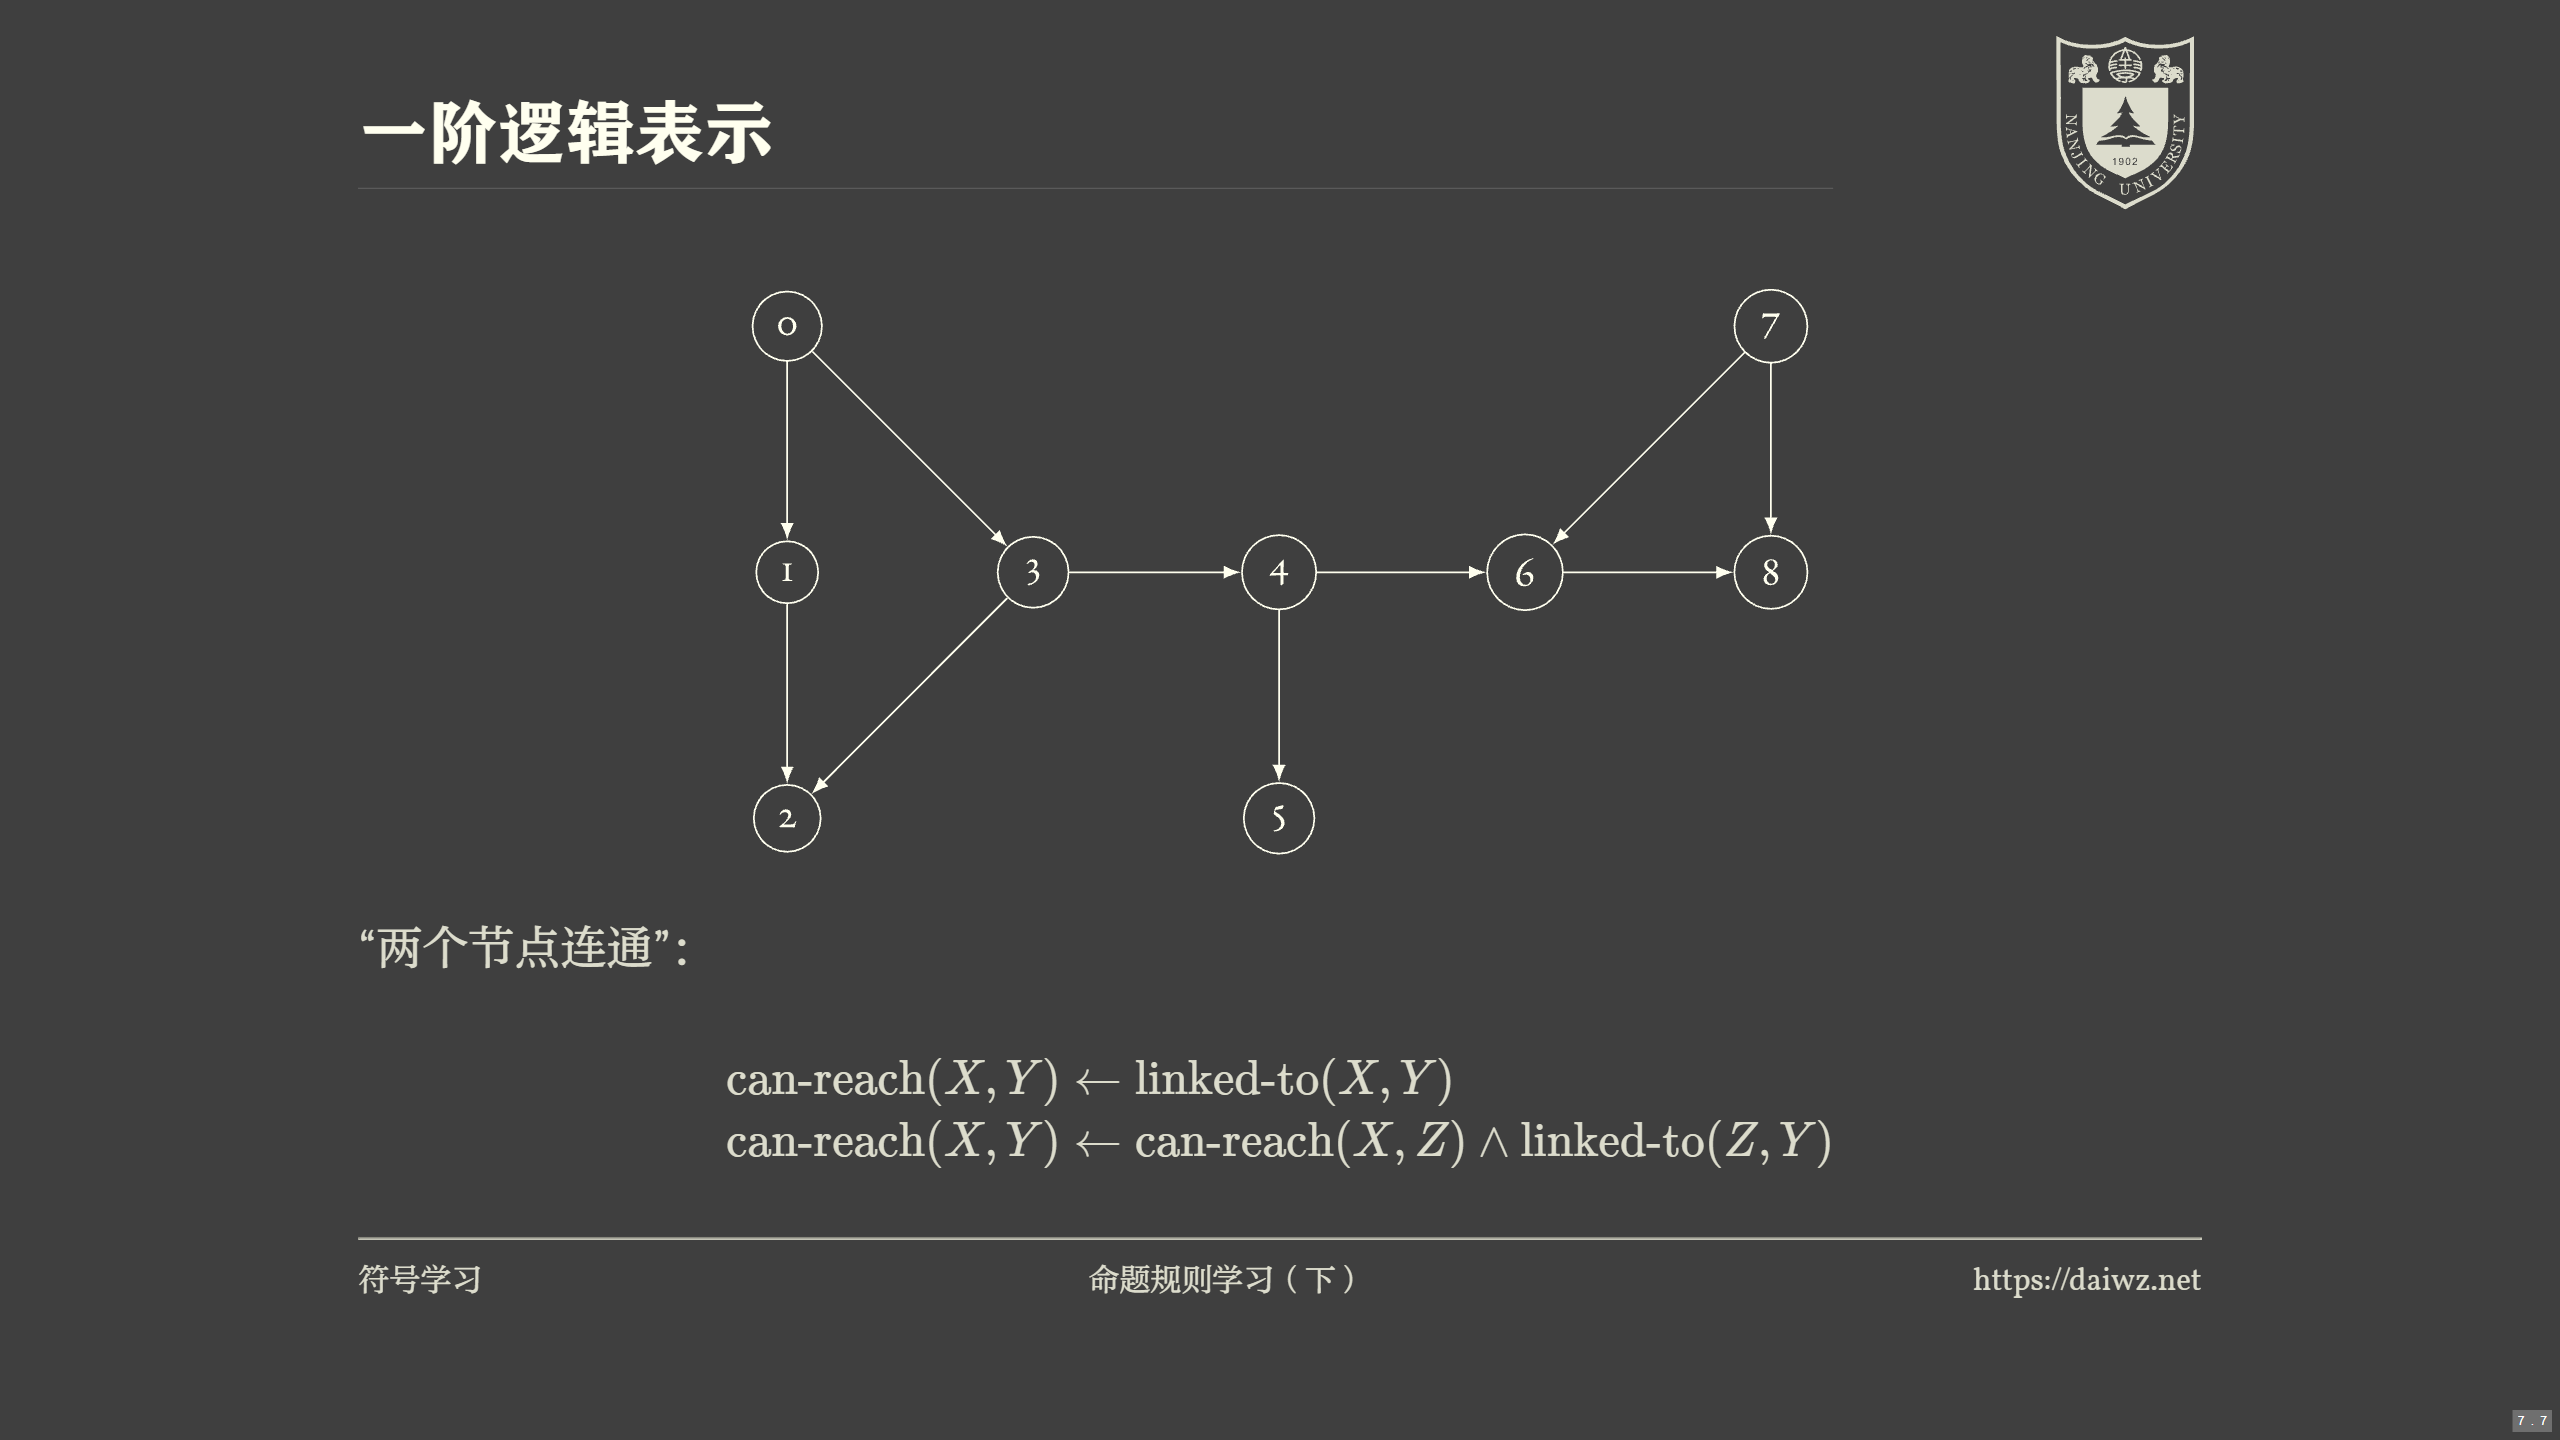 一阶逻辑表示
NANJING UNIVERSITY
1902
0
7
1
3
4
6
8
2
5
“两个节点连通”：
can-reach(X, Y) ← linked-to(X, Y)
can-reach(X, Y) ← can-reach(X, Z) ∧ linked-to(Z, Y)
符号学习
命题规则学习（下）
https://daiwz.net
7.7